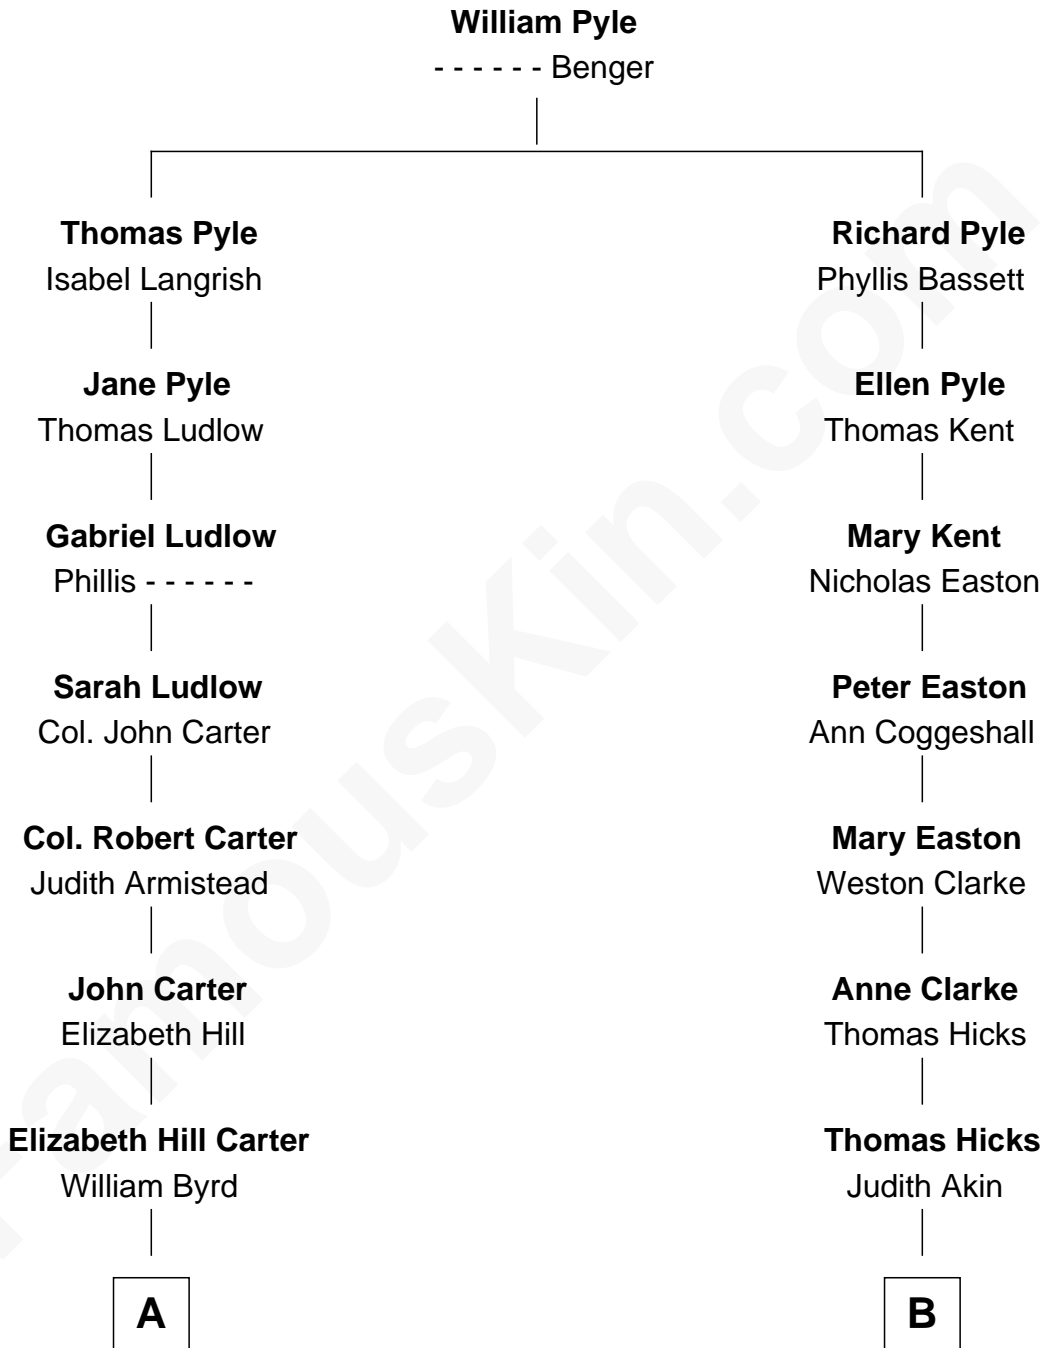 William Pyle
- - - - - - Benger
Thomas Pyle
Isabel Langrish
Jane Pyle
Thomas Ludlow
Gabriel Ludlow
Phillis - - - - - -
Sarah Ludlow
Col. John Carter
Col. Robert Carter
Judith Armistead
John Carter
Elizabeth Hill
Elizabeth Hill Carter
William Byrd
A
Richard Pyle
Phyllis Bassett
Ellen Pyle
Thomas Kent
Mary Kent
Nicholas Easton
Peter Easton
Ann Coggeshall
Mary Easton
Weston Clarke
Anne Clarke
Thomas Hicks
Thomas Hicks
Judith Akin
B
FamousKin.com